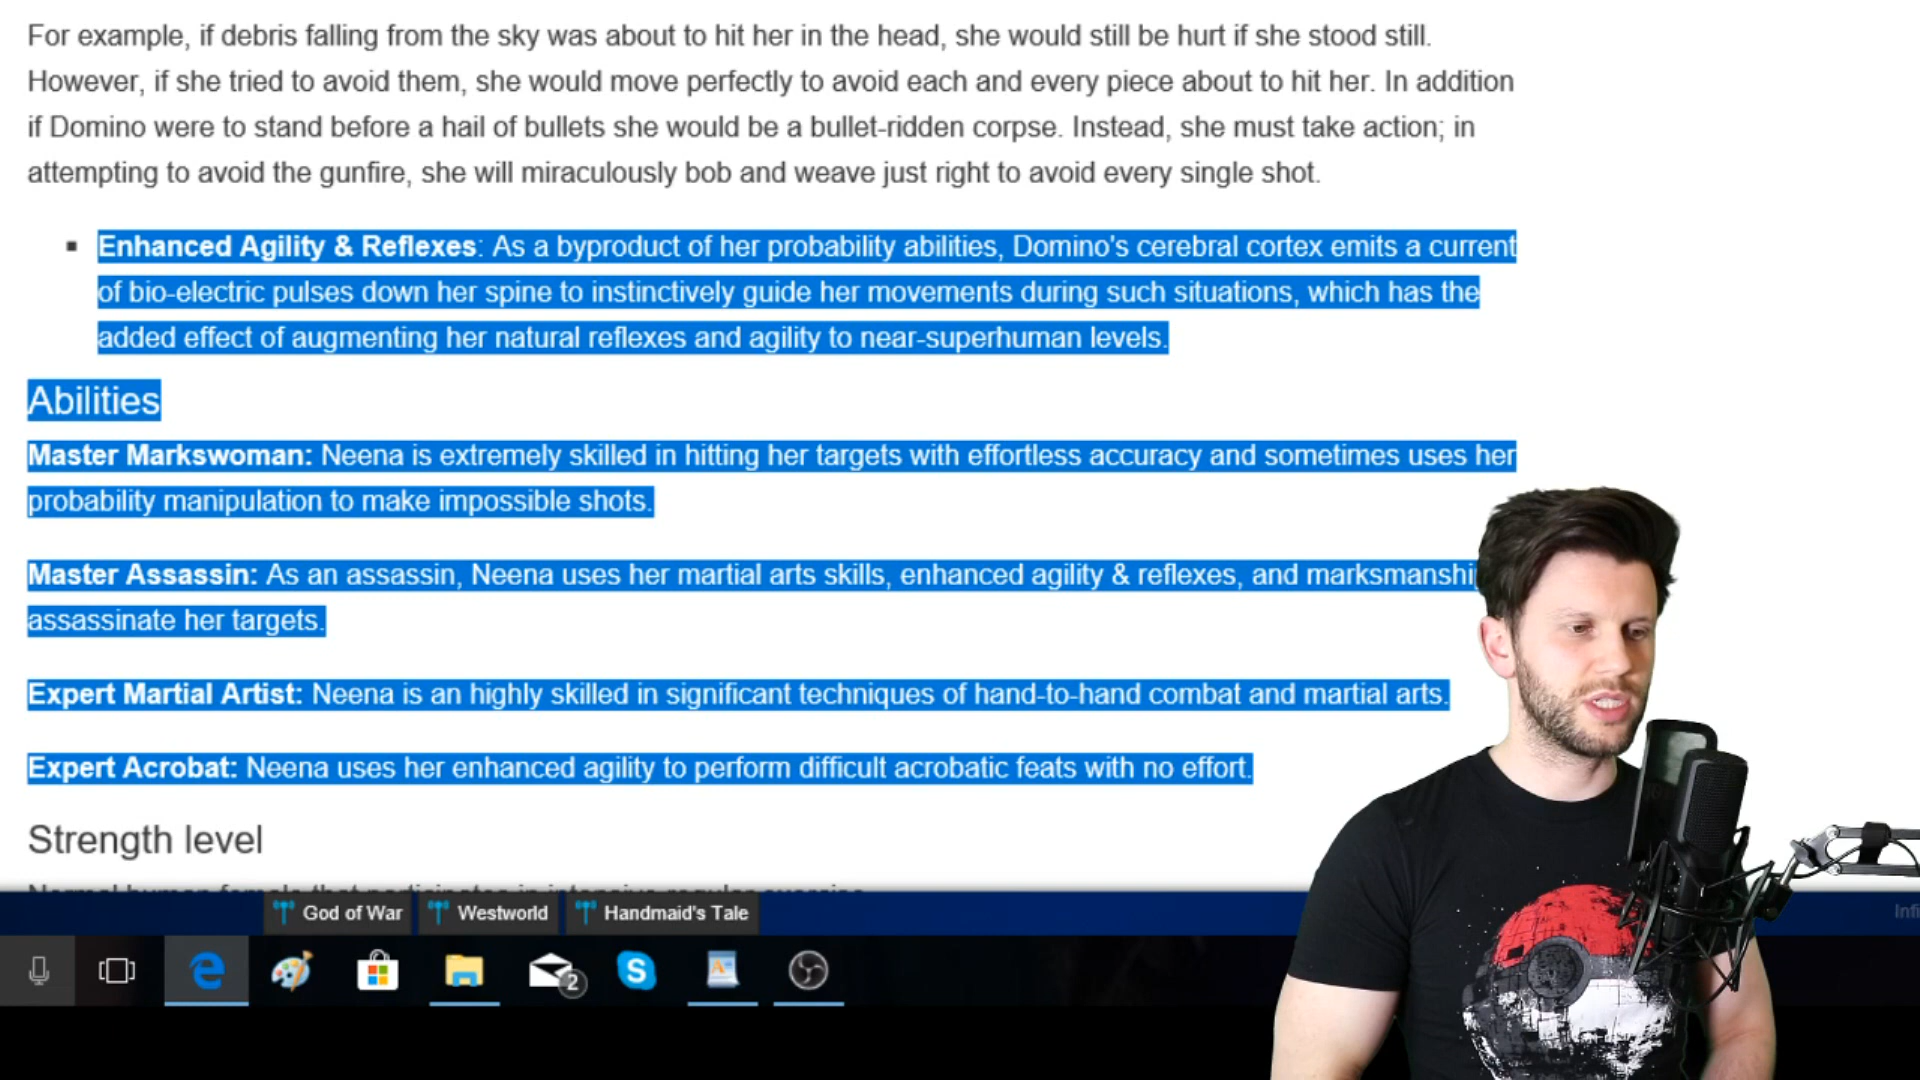 For example, if debris falling from the sky was about to hit her in the head, she would still be hurt if she stood still.
However, if she tried to avoid them, she would move perfectly to avoid each and every piece about to hit her. In addition
if Domino were to stand before a hail of bullets she would be a bullet-ridden corpse. Instead, she must take action; in
attempting to avoid the gunfire, she will miraculously bob and weave just right to avoid every single shot.
Enhanced Agility & Reflexes: As a byproduct of her probability abilities, Domino's cerebral cortex emits a current
of bio-electric pulses down her spine to instinctively guide her movements during such situations, which has the
added effect of augmenting her natural reflexes and agility to near-superhuman levels.
Abilities
Master Markswoman: Neena is extremely skilled in hitting her targets with effortless accuracy and sometimes uses her
probability manipulation to make impossible shots.
Master Assassin: As an assassin, Neena uses her martial arts skills, enhanced agility & reflexes, and marksmanshi
assassinate her targets.
Expert Martial Artist: Neena is an highly skilled in significant techniques of hand-to-hand combat and martial arts.
Expert Acrobat: Neena uses her enhanced agility to perform difficult acrobatic feats with no effort.
Strength level
Normal human female that participates in intensive regular exercise
God of War Westworld Handmaid's Tale Infi
2